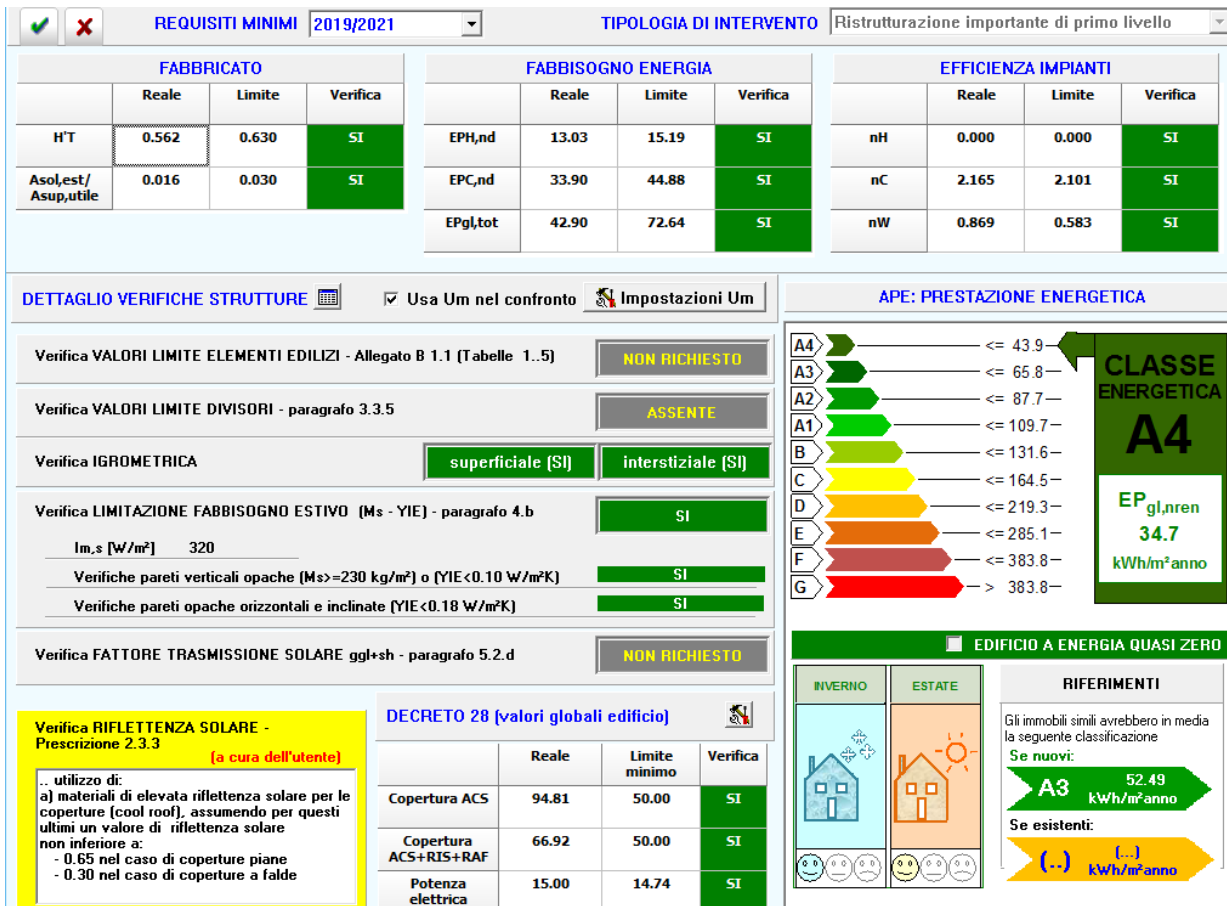 REQUISITI MINIMI 2019/2021 TIPOLOGIA DI INTERVENTO Ristrutturazione importante di primo livello
FABBRICATO
Reale Limite Verifica
H'T 0.562 0.630 SI
Asol,est/
Asup,utile 0.016 0.030 SI
FABBISOGNO ENERGIA
Reale Limite Verifica
EPH,nd 13.03 15.19 SI
EPC,nd 33.90 44.88 SI
EPgl,tot 42.90 72.64 SI
EFFICIENZA IMPIANTI
Reale Limite Verifica
nH 0.000 0.000 SI
nC 2.165 2.101 SI
nW 0.869 0.583 SI
DETTAGLIO VERIFICHE STRUTTURE Usa Um nel confronto Impostazioni Um
Verifica VALORI LIMITE ELEMENTI EDILIZI - Allegato B 1.1 (Tabelle 1..5) NON RICHIESTO
Verifica VALORI LIMITE DIVISORI - paragrafo 3.3.5 ASSENTE
Verifica IGROMETRICA superficiale (SI) interstiziale (SI)
Verifica LIMITAZIONE FABBISOGNO ESTIVO (Ms - YIE) - paragrafo 4.b SI
Im,s [W/m²] 320
Verifiche pareti verticali opache (Ms>=230 kg/m²) o (YIE<0.10 W/m²K) SI
Verifiche pareti opache orizzontali e inclinate (YIE<0.18 W/m²K) SI
Verifica FATTORE TRASMISSIONE SOLARE ggl+sh - paragrafo 5.2.d NON RICHIESTO
Verifica RIFLETTENZA SOLARE -
Prescrizione 2.3.3
(a cura dell'utente)
.. utilizzo di:
a) materiali di elevata riflettenza solare per le
coperture (cool roof), assumendo per questi
ultimi un valore di riflettenza solare
non inferiore a:
- 0.65 nel caso di coperture piane
- 0.30 nel caso di coperture a falde
DECRETO 28 (valori globali edificio)
Reale Limite
minimo Verifica
Copertura ACS 94.81 50.00 SI
Copertura
ACS+RIS+RAF 66.92 50.00 SI
Potenza
elettrica 15.00 14.74 SI
APE: PRESTAZIONE ENERGETICA
A4 <= 43.9
A3 <= 65.8
A2 <= 87.7
A1 <= 109.7
B <= 131.6
C <= 164.5
D <= 219.3
E <= 285.1
F <= 383.8
G > 383.8
CLASSE
ENERGETICA
A4
EPgl,nren
34.7
kWh/m²anno
EDIFICIO A ENERGIA QUASI ZERO
INVERNO ESTATE
RIFERIMENTI
Gli immobili simili avrebbero in media
la seguente classificazione
Se nuovi:
A3 52.49
kWh/m²anno
Se esistenti:
(..) (...)
kWh/m²anno